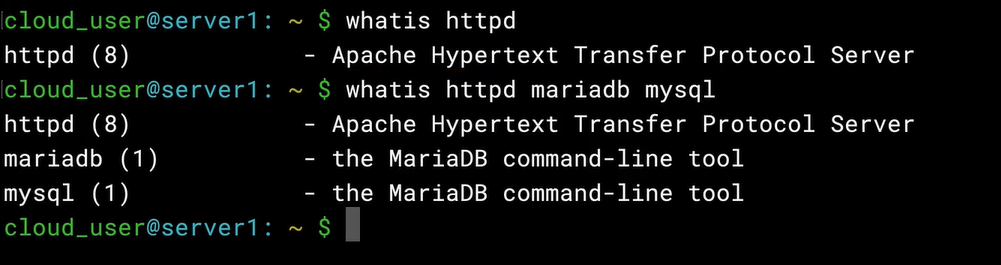 cloud_user@server1: ~ $ whatis httpd
httpd (8)            - Apache Hypertext Transfer Protocol Server
cloud_user@server1: ~ $ whatis httpd mariadb mysql
httpd (8)            - Apache Hypertext Transfer Protocol Server
mariadb (1)          - the MariaDB command-line tool
mysql (1)            - the MariaDB command-line tool
cloud_user@server1: ~ $